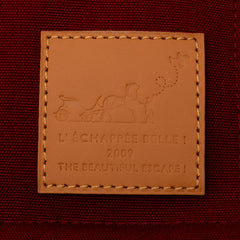 L'ÉCHAPPÉE BELLE !
2009
THE BEAUTIFUL ESCAPE !